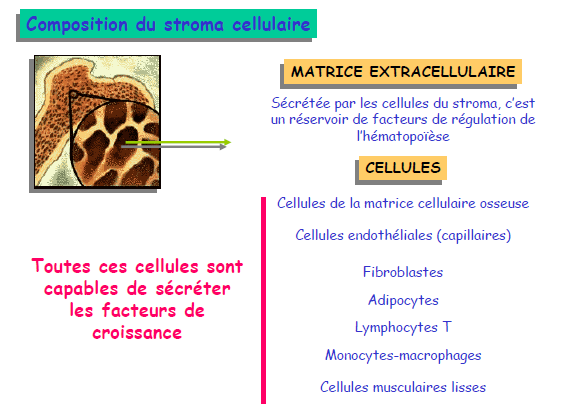 Composition du stroma cellulaire
MATRICE EXTRACELLULAIRE
Sécrétée par les cellules du stroma, c'est
un réservoir de facteurs de régulation de
l'hématopoïèse
CELLULES
Cellules de la matrice cellulaire osseuse
Cellules endothéliales (capillaires)
Fibroblastes
Adipocytes
Lymphocytes T
Monocytes-macrophages
Cellules musculaires lisses
Toutes ces cellules sont
capables de sécréter
les facteurs de
croissance